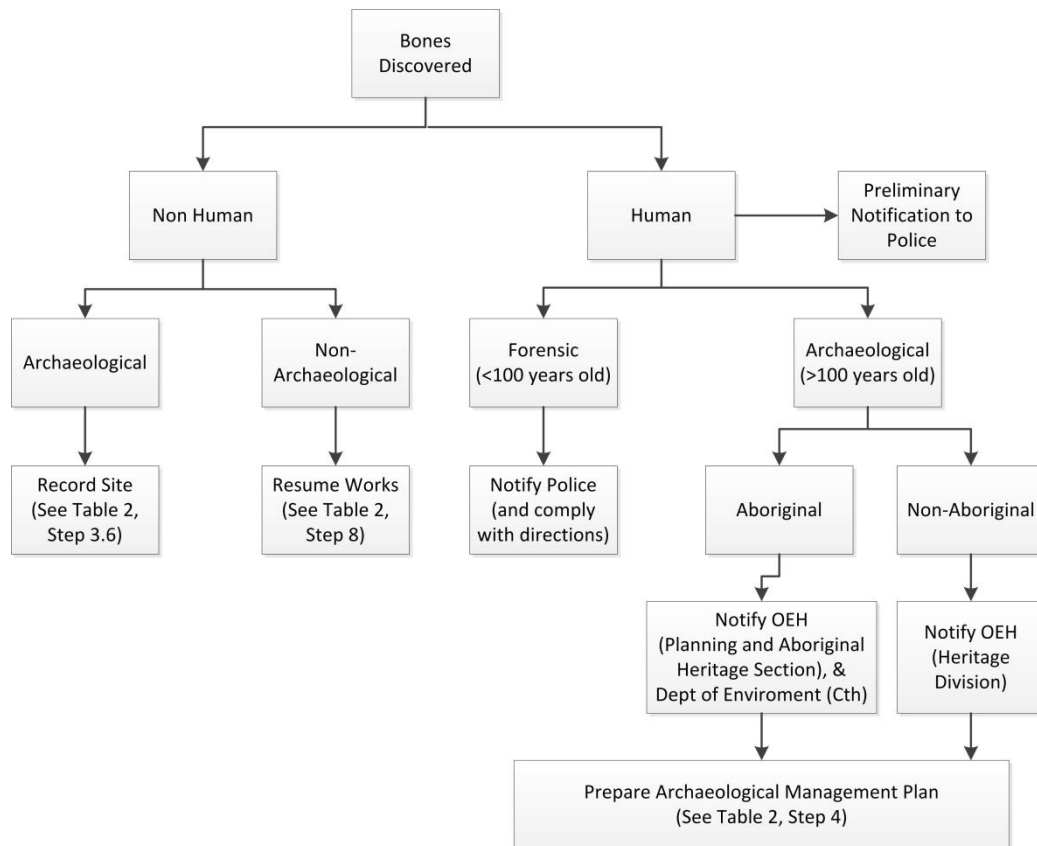 Bones
Discovered
Non Human
Human
Preliminary
Notification to
Police
Archaeological
Non-
Archaeological
Forensic
(<100 years old)
Archaeological
(>100 years old)
Record Site
(See Table 2,
Step 3.6)
Resume Works
(See Table 2,
Step 8)
Notify Police
(and comply
with directions)
Aboriginal
Non-Aboriginal
Notify OEH
(Planning and Aboriginal
Heritage Section), &
Dept of Enviroment (Cth)
Notify OEH
(Heritage
Division)
Prepare Archaeological Management Plan
(See Table 2, Step 4)